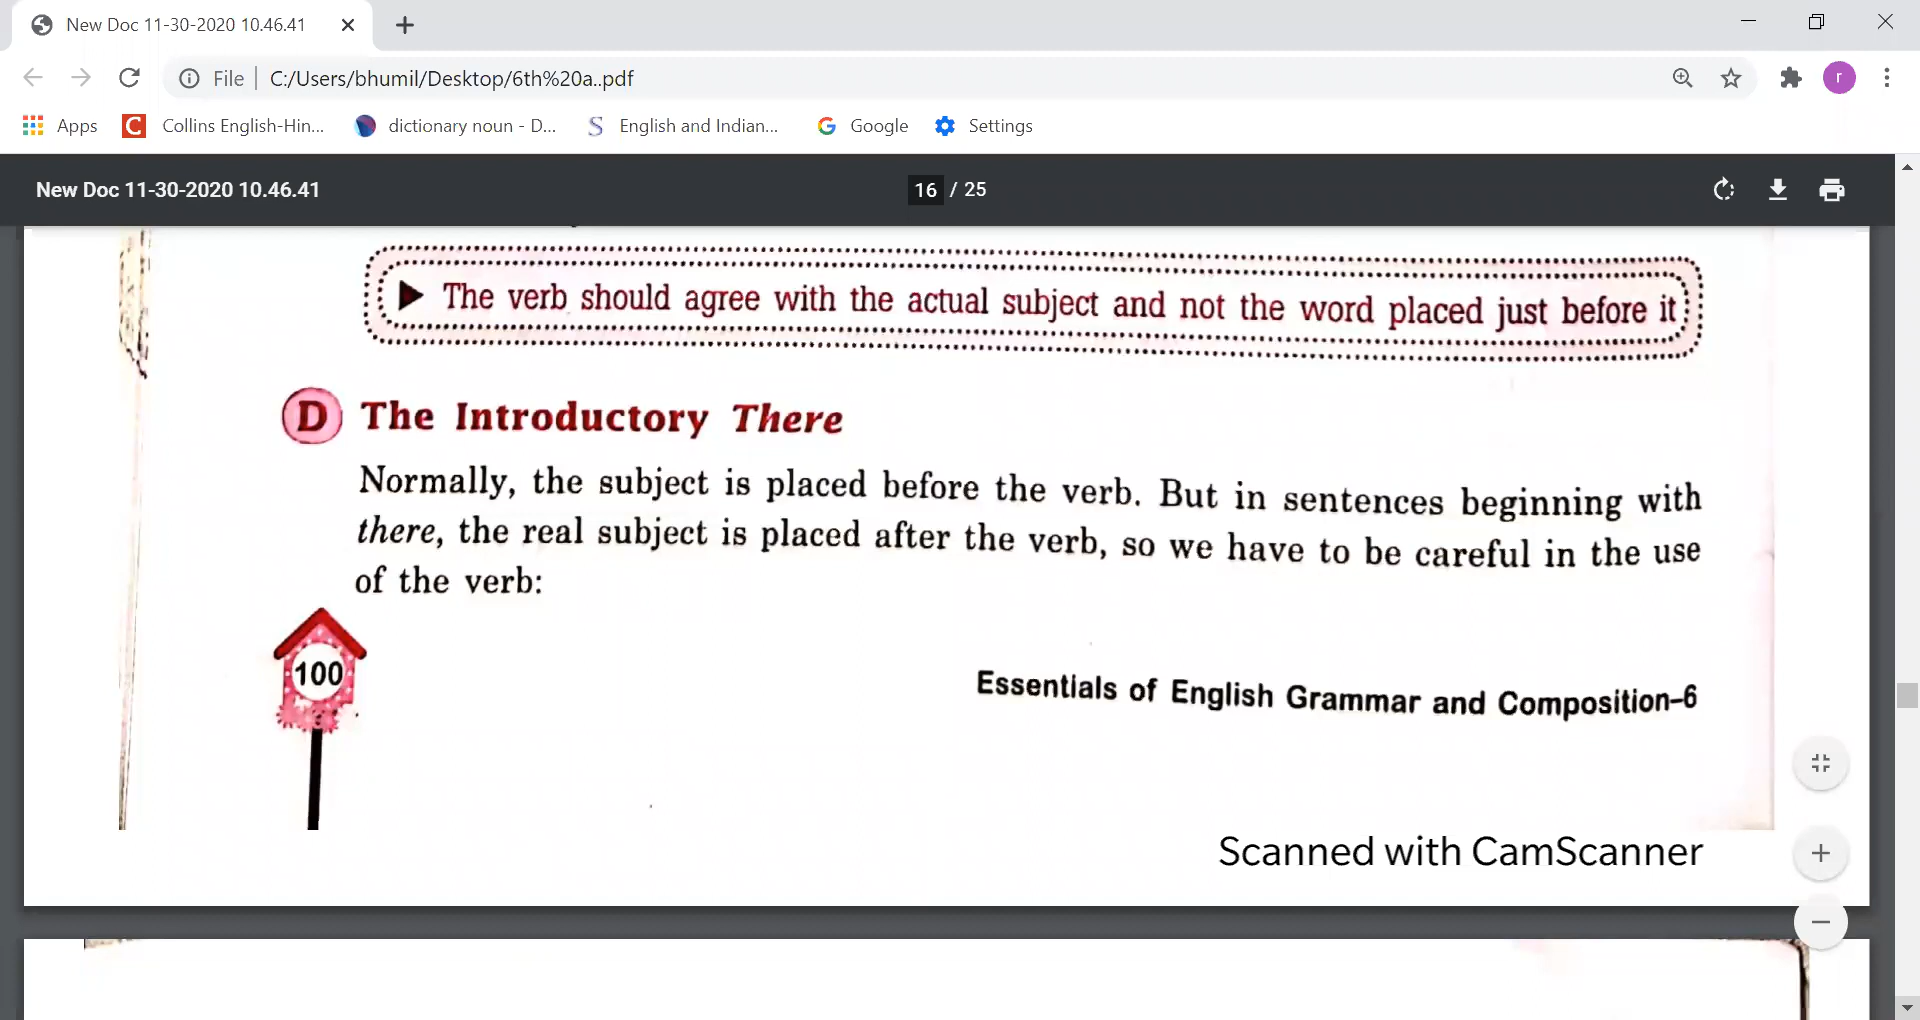 New Doc 11-30-2020 10.46.41
File C:/Users/bhumil/Desktop/6th%20a..pdf
r
Apps Collins English-Hin... dictionary noun - D... English and Indian... Google Settings
New Doc 11-30-2020 10.46.41 16 / 25
The verb should agree with the actual subject and not the word placed just before it
D The Introductory There
Normally, the subject is placed before the verb. But in sentences beginning with
there, the real subject is placed after the verb, so we have to be careful in the use
of the verb:
100
Essentials of English Grammar and Composition–6
Scanned with CamScanner